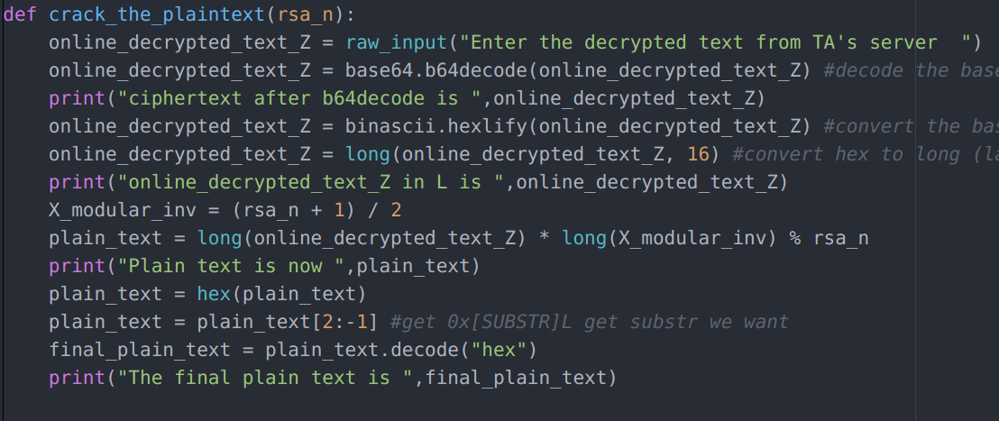 def crack_the_plaintext(rsa_n):
    online_decrypted_text_Z = raw_input("Enter the decrypted text from TA's server  ")
    online_decrypted_text_Z = base64.b64decode(online_decrypted_text_Z) #decode the base
    print("ciphertext after b64decode is ",online_decrypted_text_Z)
    online_decrypted_text_Z = binascii.hexlify(online_decrypted_text_Z) #convert the bas
    online_decrypted_text_Z = long(online_decrypted_text_Z, 16) #convert hex to long (la
    print("online_decrypted_text_Z in L is ",online_decrypted_text_Z)
    X_modular_inv = (rsa_n + 1) / 2
    plain_text = long(online_decrypted_text_Z) * long(X_modular_inv) % rsa_n
    print("Plain text is now ",plain_text)
    plain_text = hex(plain_text)
    plain_text = plain_text[2:-1] #get 0x[SUBSTR]L get substr we want
    final_plain_text = plain_text.decode("hex")
    print("The final plain text is ",final_plain_text)